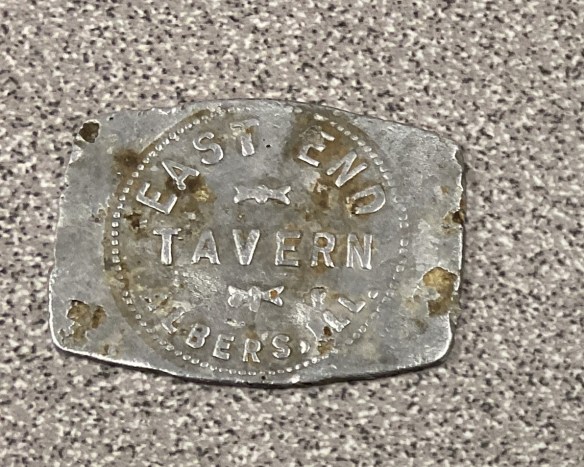 EAST END
TAVERN
ALBERS, ILL.